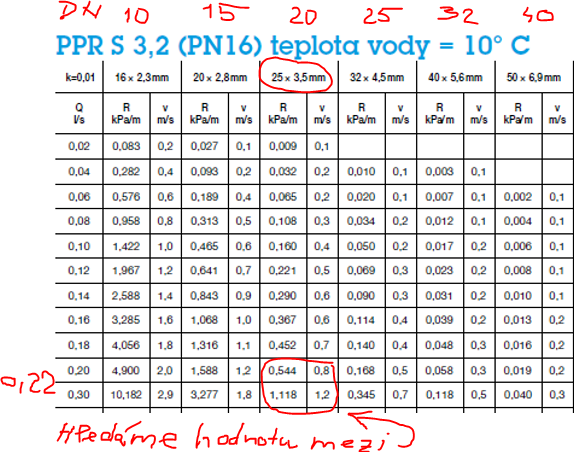 DN 10 15 20 25 32 40
PPR S 3,2 (PN16) teplota vody = 10° C
k=0,01 16 × 2,3mm 20 × 2,8mm 25 × 3,5mm 32 × 4,5mm 40 × 5,6mm 50 × 6,9mm
Q R v R v R v R v R v R v
l/s kPa/m m/s kPa/m m/s kPa/m m/s kPa/m m/s kPa/m m/s kPa/m m/s
0,02 0,083 0,2 0,027 0,1 0,009 0,1
0,04 0,282 0,4 0,093 0,2 0,032 0,2 0,010 0,1 0,003 0,1
0,06 0,576 0,6 0,189 0,4 0,065 0,2 0,020 0,1 0,007 0,1 0,002 0,1
0,08 0,958 0,8 0,313 0,5 0,108 0,3 0,034 0,2 0,012 0,1 0,004 0,1
0,10 1,422 1,0 0,465 0,6 0,160 0,4 0,050 0,2 0,017 0,2 0,006 0,1
0,12 1,967 1,2 0,641 0,7 0,221 0,5 0,069 0,3 0,023 0,2 0,008 0,1
0,14 2,588 1,4 0,843 0,9 0,290 0,6 0,090 0,3 0,031 0,2 0,010 0,1
0,16 3,285 1,6 1,068 1,0 0,367 0,6 0,114 0,4 0,039 0,2 0,013 0,2
0,18 4,056 1,8 1,316 1,1 0,452 0,7 0,140 0,4 0,048 0,3 0,016 0,2
0,20 4,900 2,0 1,588 1,2 0,544 0,8 0,168 0,5 0,058 0,3 0,019 0,2
0,22
0,30 10,182 2,9 3,277 1,8 1,118 1,2 0,345 0,7 0,118 0,5 0,040 0,3
Hledáme hodnotu mezi